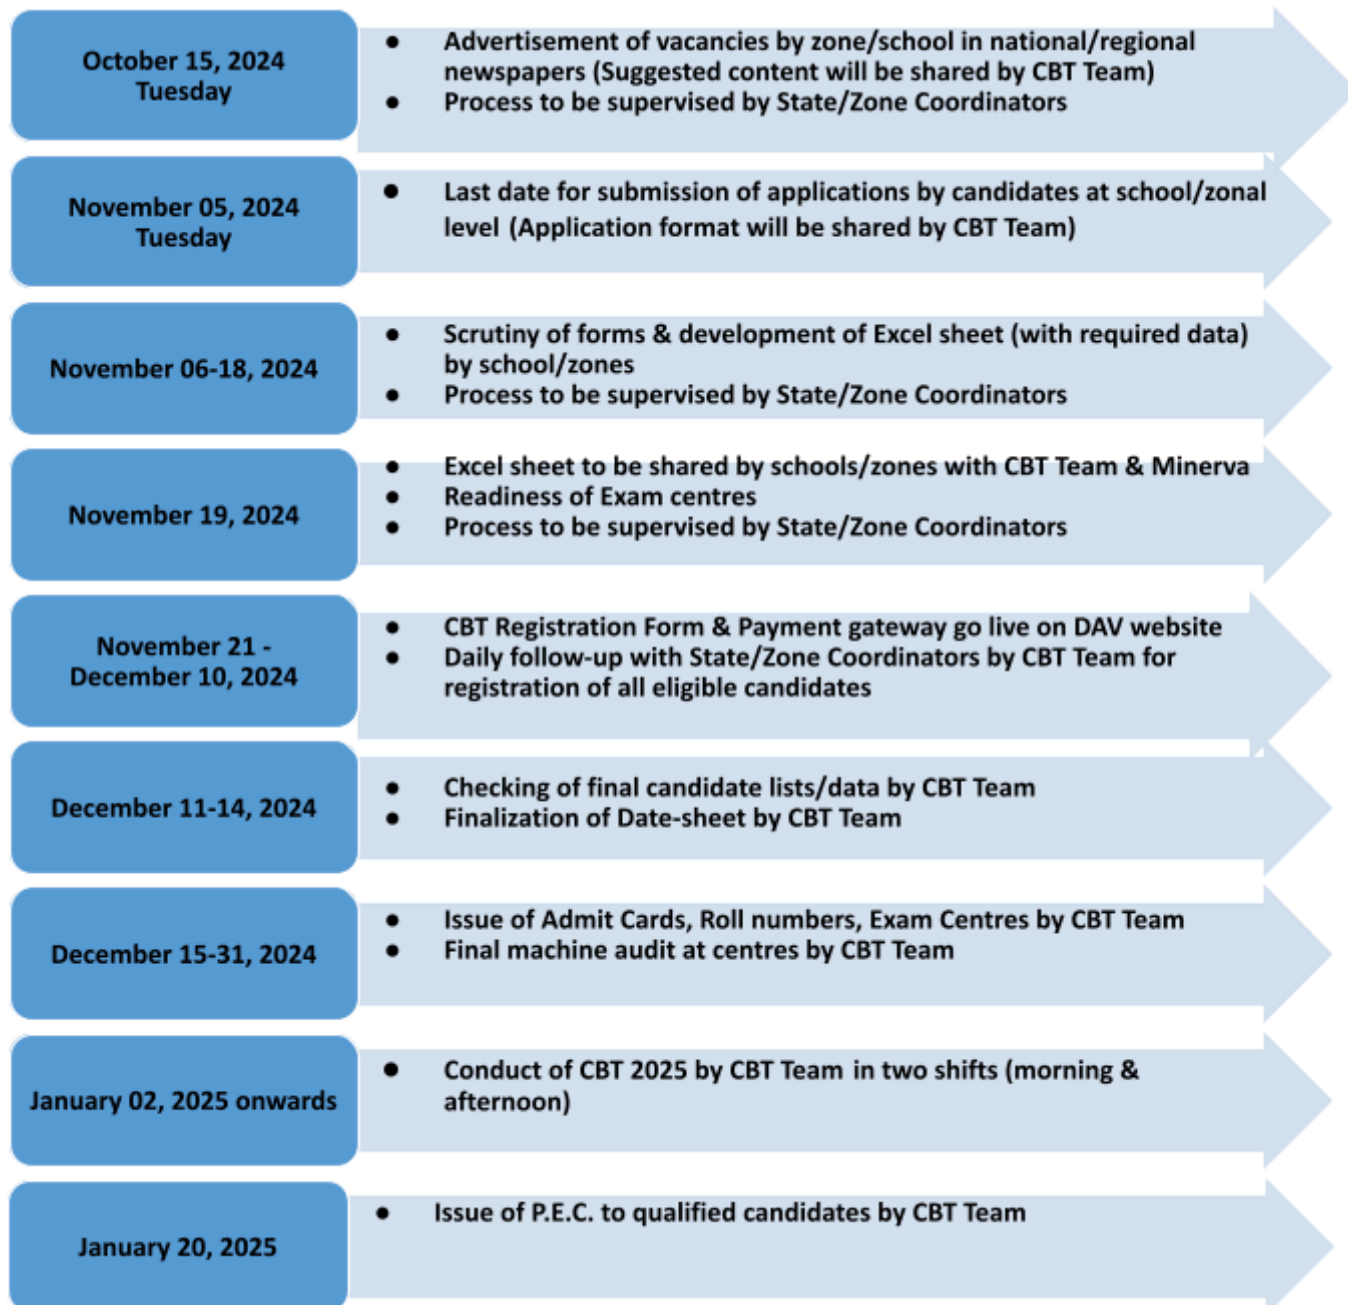 October 15, 2024
Tuesday
● Advertisement of vacancies by zone/school in national/regional
newspapers (Suggested content will be shared by CBT Team)
● Process to be supervised by State/Zone Coordinators
November 05, 2024
Tuesday
● Last date for submission of applications by candidates at school/zonal
level (Application format will be shared by CBT Team)
November 06-18, 2024
● Scrutiny of forms & development of Excel sheet (with required data)
by school/zones
● Process to be supervised by State/Zone Coordinators
November 19, 2024
● Excel sheet to be shared by schools/zones with CBT Team & Minerva
● Readiness of Exam centres
● Process to be supervised by State/Zone Coordinators
November 21 -
December 10, 2024
● CBT Registration Form & Payment gateway go live on DAV website
● Daily follow-up with State/Zone Coordinators by CBT Team for
registration of all eligible candidates
December 11-14, 2024
● Checking of final candidate lists/data by CBT Team
● Finalization of Date-sheet by CBT Team
December 15-31, 2024
● Issue of Admit Cards, Roll numbers, Exam Centres by CBT Team
● Final machine audit at centres by CBT Team
January 02, 2025 onwards
● Conduct of CBT 2025 by CBT Team in two shifts (morning &
afternoon)
January 20, 2025
● Issue of P.E.C. to qualified candidates by CBT Team